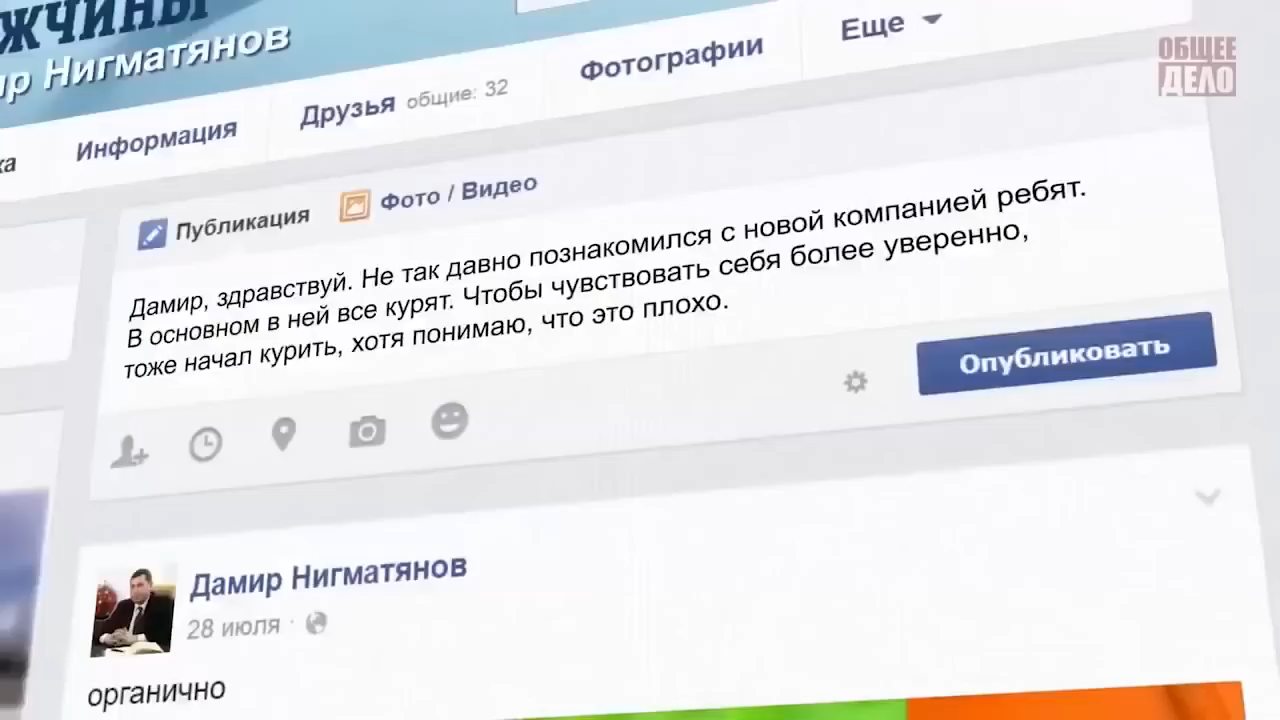 ЖЧИНЫ
ир Нигматянов
ка
Информация
Друзья общие: 32
Фотографии
Еще
ОБЩЕЕ
ДЕЛО
Публикация
Фото / Видео
Дамир, здравствуй. Не так давно познакомился с новой компанией ребят.
В основном в ней все курят. Чтобы чувствовать себя более уверенно,
тоже начал курить, хотя понимаю, что это плохо.
Опубликовать
Дамир Нигматянов
28 июля ·
органично